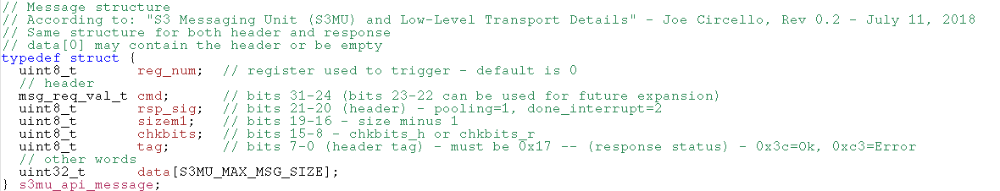 // Message structure
// According to: "S3 Messaging Unit (S3MU) and Low-Level Transport Details" - Joe Circello, Rev 0.2 - July 11, 2018
// Same structure for both header and response
// data[0] may contain the header or be empty
typedef struct {
  uint8_t       reg_num;  // register used to trigger - default is 0
  // header
  msg_req_val_t cmd;      // bits 31-24 (bits 23-22 can be used for future expansion)
  uint8_t       rsp_sig;  // bits 21-20 (header) - pooling=1, done_interrupt=2
  uint8_t       sizem1;   // bits 19-16 - size minus 1
  uint8_t       chkbits;  // bits 15-8 - chkbits_h or chkbits_r
  uint8_t       tag;      // bits 7-0 (header tag) - must be 0x17 -- (response status) - 0x3c=Ok, 0xc3=Error
  // other words
  uint32_t      data[S3MU_MAX_MSG_SIZE];
} s3mu_api_message;